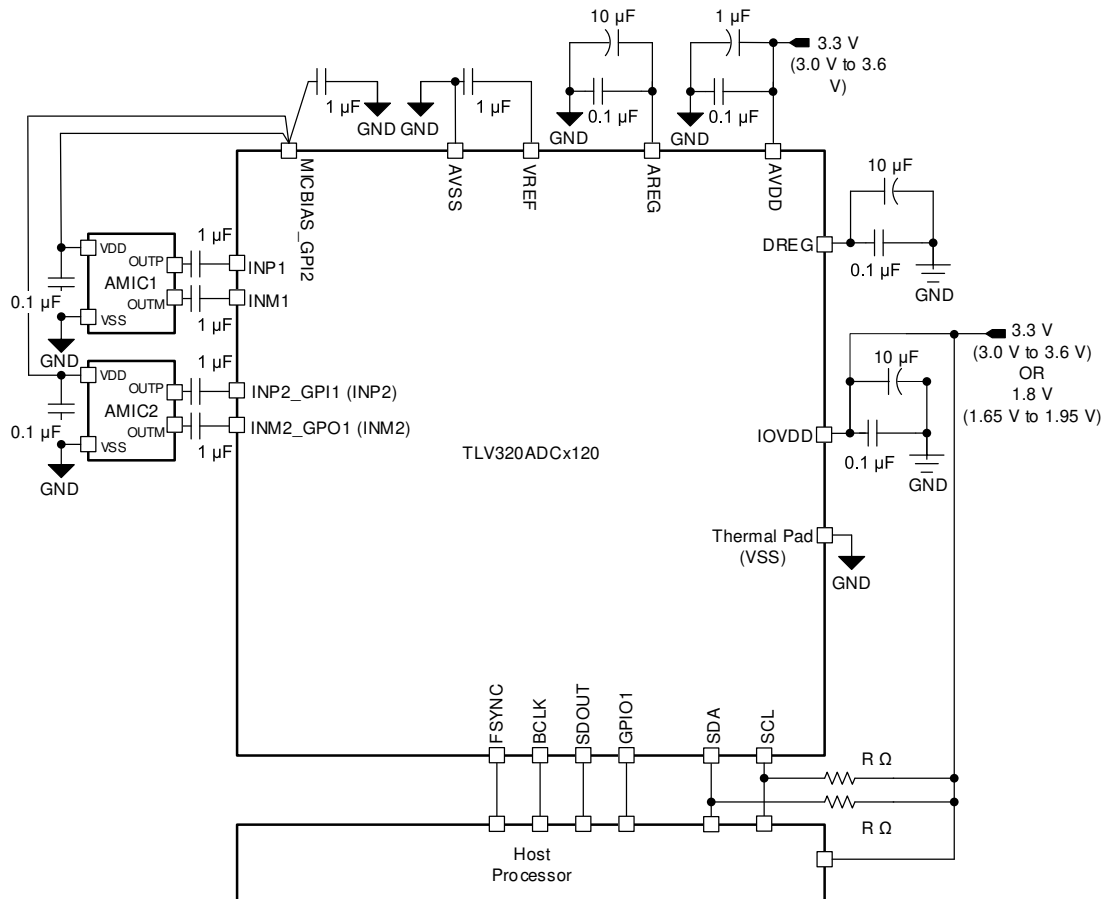 10 µF
1 µF
3.3 V
(3.0 V to 3.6
V)
1 µF
GND
GND
1 µF
0.1 µF
GND
0.1 µF
GND
MICBIAS_GPI2
AVSS
VREF
AREG
AVDD
10 µF
DREG
0.1 µF
GND
1 µF
VDD
OUTP
AMIC1
INP1
0.1 µF
OUTM
INM1
VSS
1 µF
GND
1 µF
VDD
OUTP
AMIC2
INP2_GPI1 (INP2)
0.1 µF
OUTM
INM2_GPO1 (INM2)
VSS
1 µF
GND
TLV320ADCx120
3.3 V
(3.0 V to 3.6 V)
OR
1.8 V
(1.65 V to 1.95 V)
10 µF
IOVDD
0.1 µF
GND
Thermal Pad
(VSS)
GND
FSYNC
BCLK
SDOUT
GPIO1
SDA
SCL
R Ω
R Ω
Host
Processor